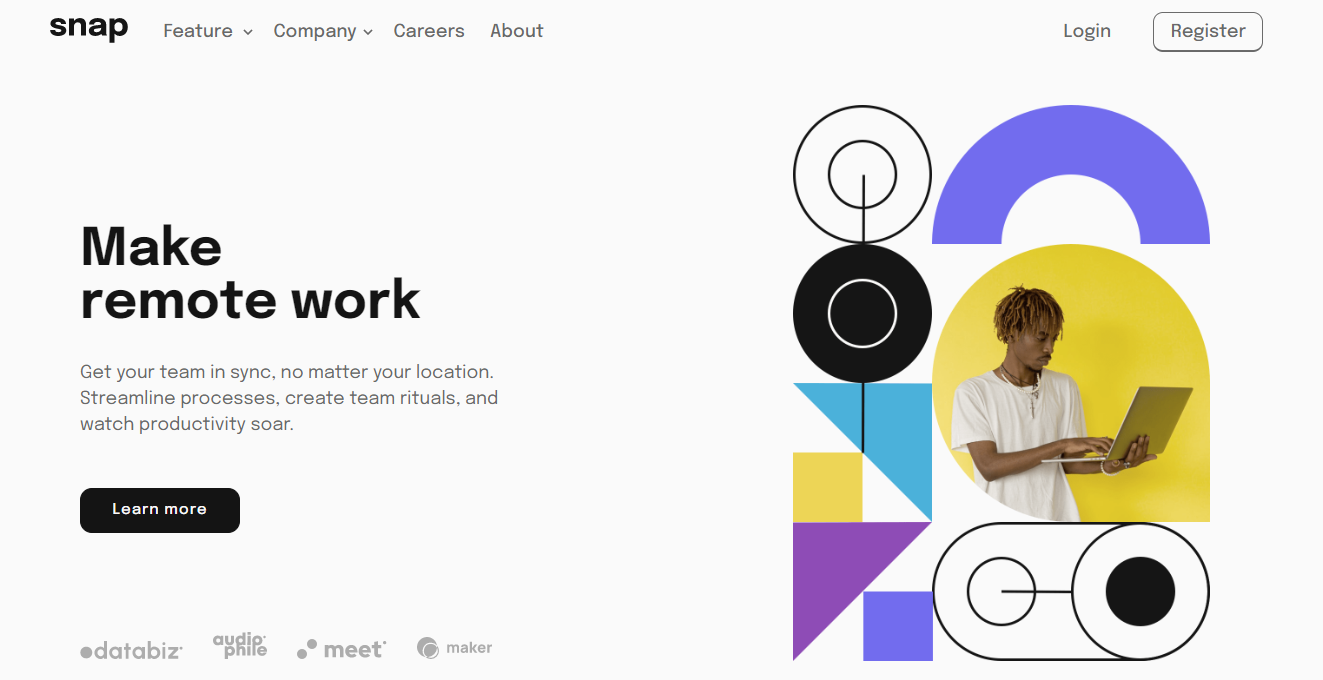 snap Feature Company Careers About Login Register
Make
remote work
Get your team in sync, no matter your location.
Streamline processes, create team rituals, and
watch productivity soar.
Learn more
databiz audiophile meet maker